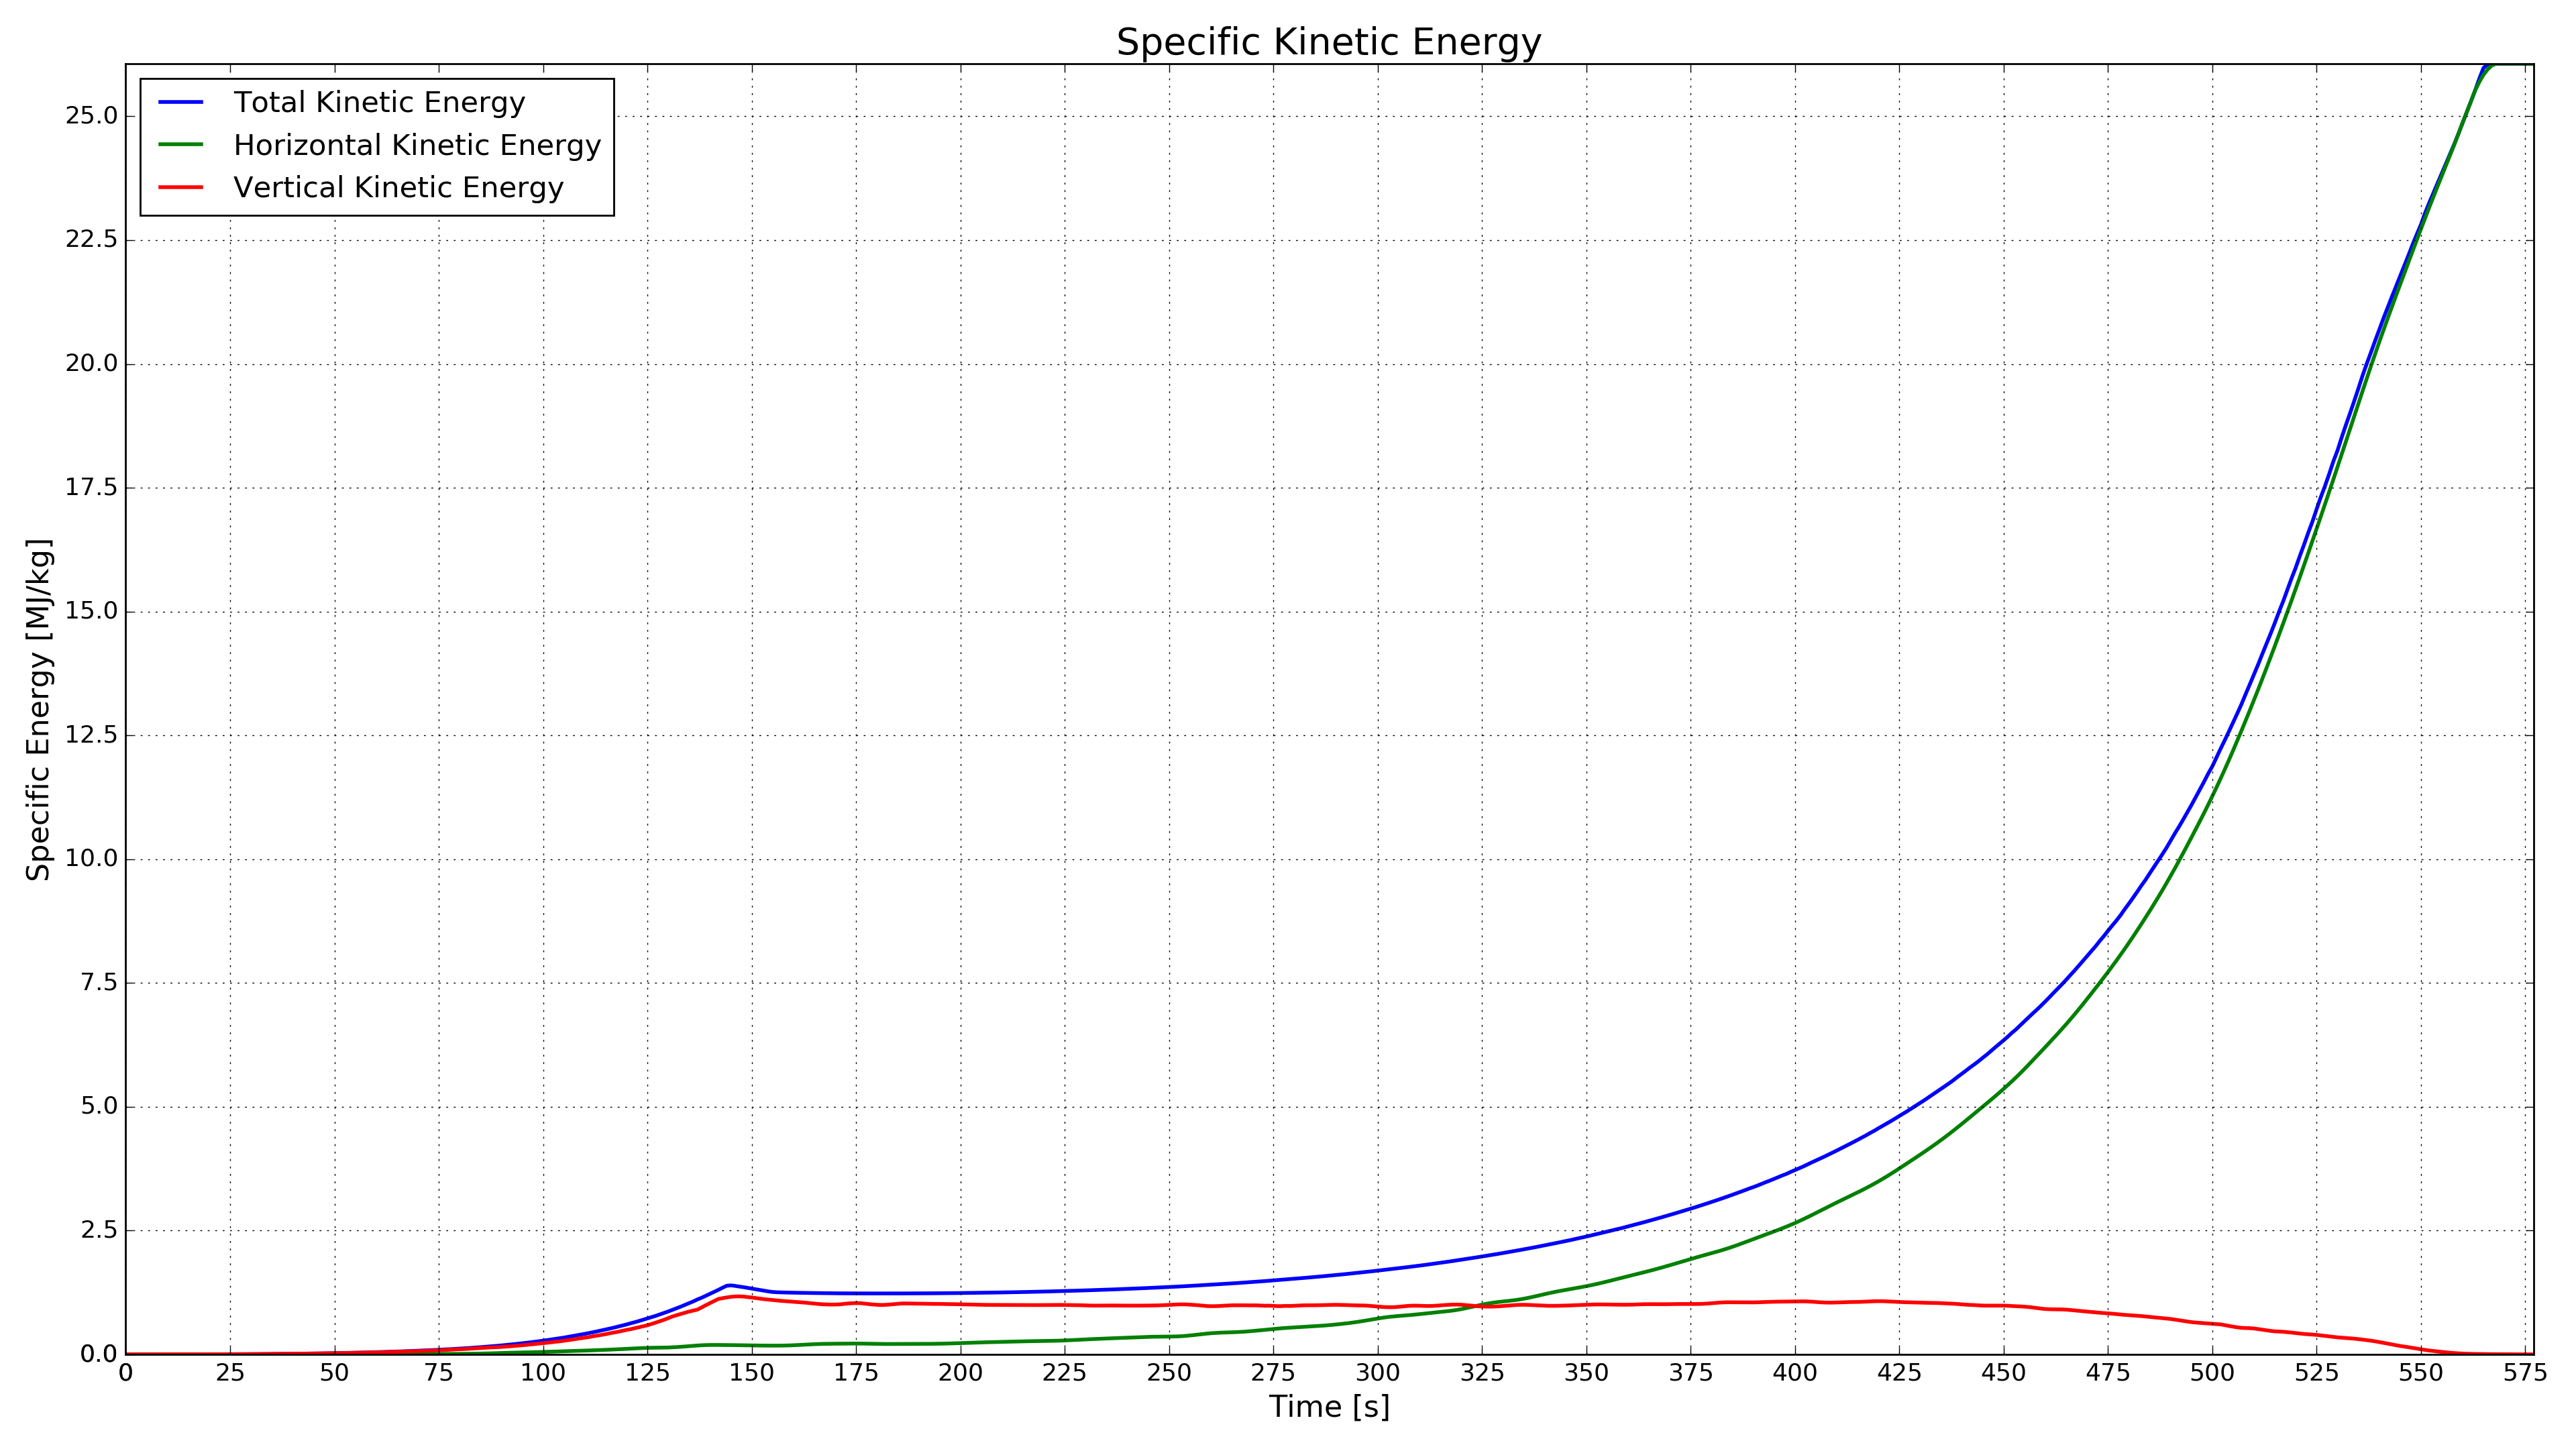 Specific Kinetic Energy
Total Kinetic Energy
Horizontal Kinetic Energy
Vertical Kinetic Energy
Specific Energy [MJ/kg]
25.0
22.5
20.0
17.5
15.0
12.5
10.0
7.5
5.0
2.5
0.0
0 25 50 75 100 125 150 175 200 225 250 275 300 325 350 375 400 425 450 475 500 525 550 575
Time [s]